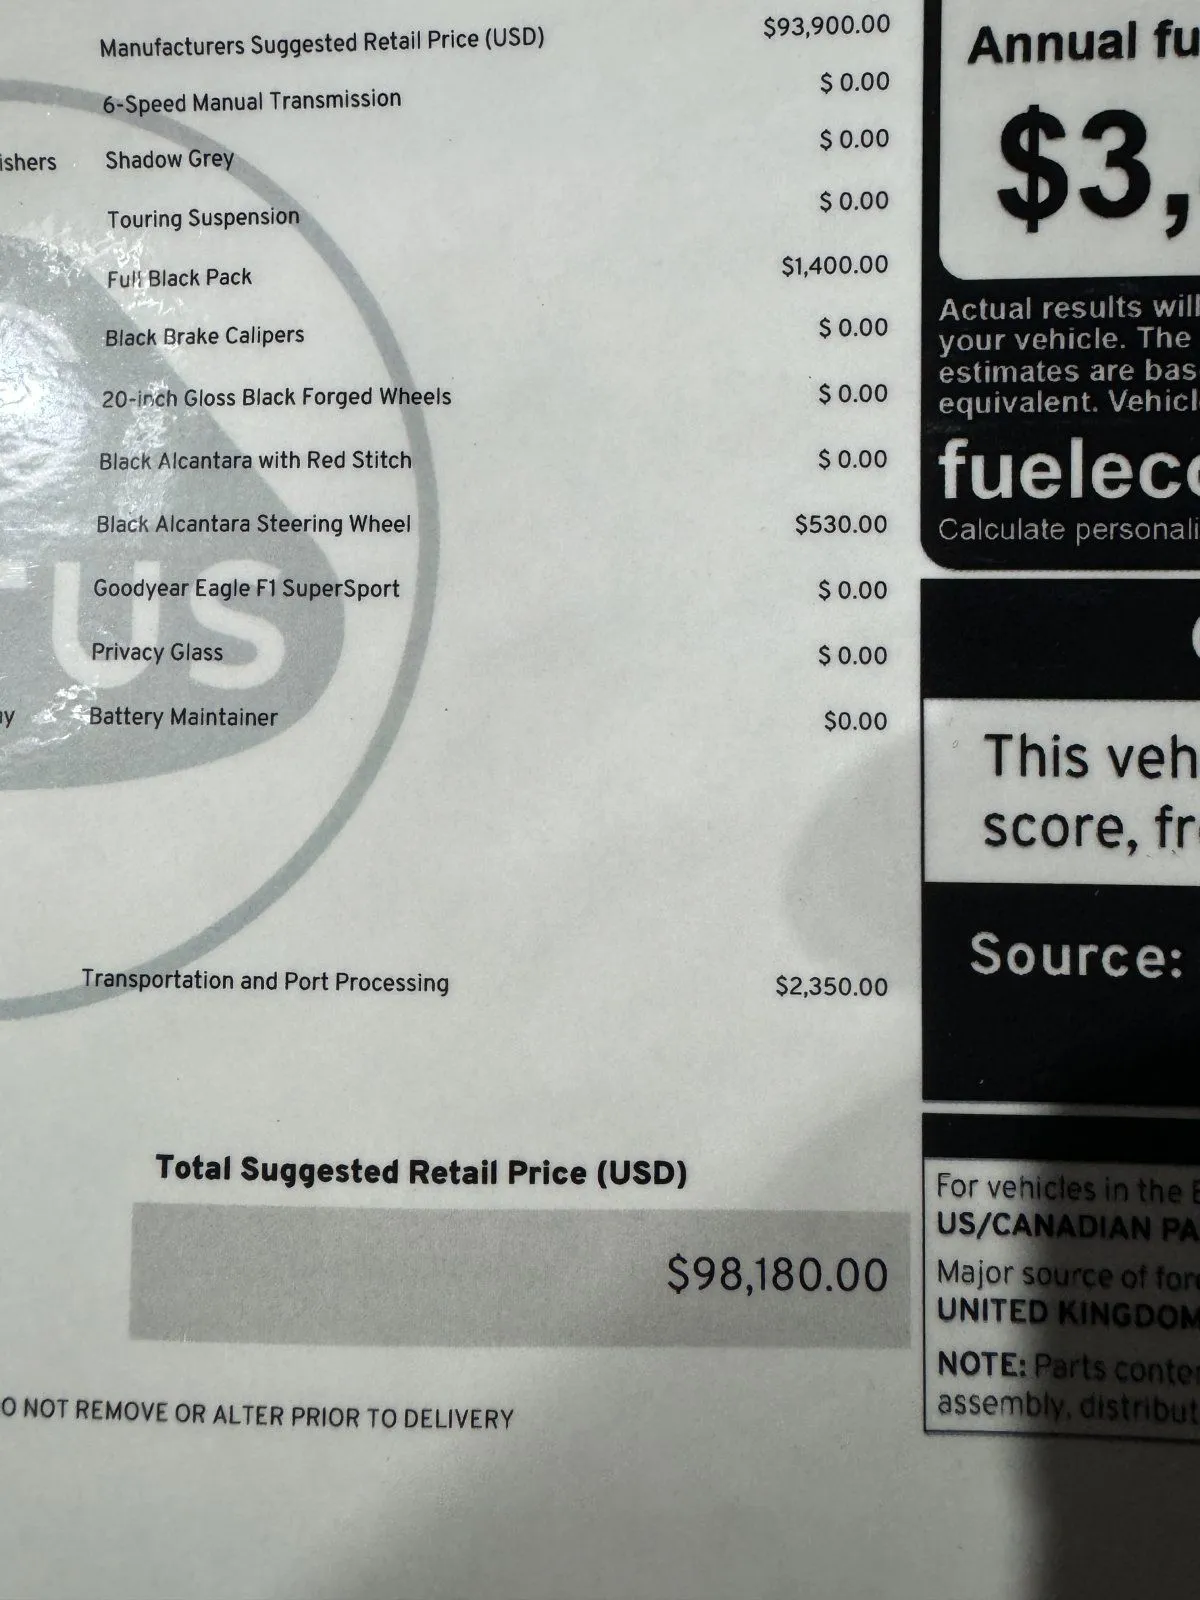 Manufacturers Suggested Retail Price (USD) $93,900.00
6-Speed Manual Transmission $ 0.00
ishers Shadow Grey $ 0.00
Touring Suspension $ 0.00
Full Black Pack $1,400.00
Black Brake Calipers $ 0.00
20-inch Gloss Black Forged Wheels $ 0.00
Black Alcantara with Red Stitch $ 0.00
Black Alcantara Steering Wheel $530.00
Goodyear Eagle F1 SuperSport $ 0.00
Privacy Glass $ 0.00
Battery Maintainer $0.00
TUS
Transportation and Port Processing $2,350.00
Total Suggested Retail Price (USD)
$98,180.00
O NOT REMOVE OR ALTER PRIOR TO DELIVERY
Annual fu
$3,
Actual results will
your vehicle. The
estimates are bas
equivalent. Vehicl
fueleco
Calculate personali
This veh
score, fr
Source:
For vehicles in the
US/CANADIAN PA
Major source of for
UNITED KINGDOM
NOTE: Parts conte
assembly, distribut